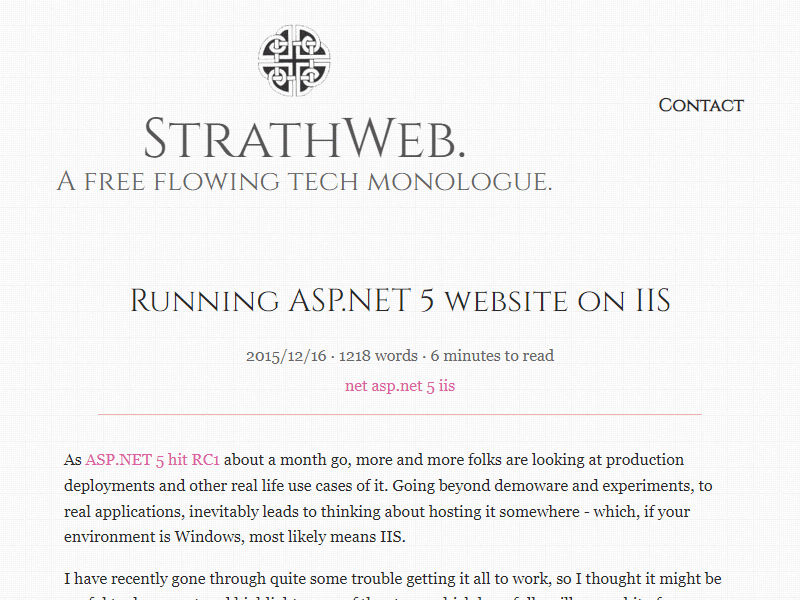 StrathWeb.
A free flowing tech monologue.
Contact
Running ASP.NET 5 website on IIS
2015/12/16 · 1218 words · 6 minutes to read
net asp.net 5 iis
As ASP.NET 5 hit RC1 about a month go, more and more folks are looking at production
deployments and other real life use cases of it. Going beyond demoware and experiments, to
real applications, inevitably leads to thinking about hosting it somewhere - which, if your
environment is Windows, most likely means IIS.
I have recently gone through quite some trouble getting it all to work, so I thought it might be